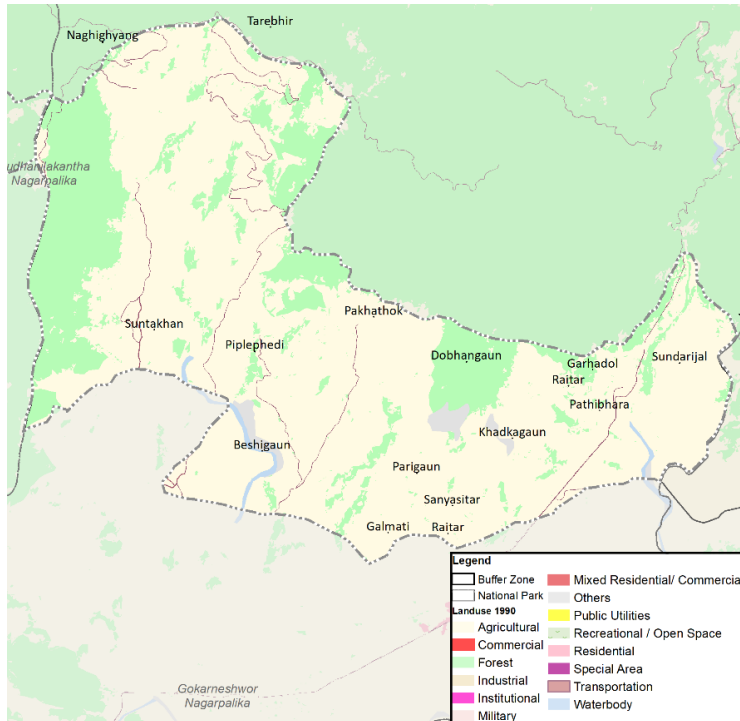 Tarebhir
Naghighyang
Nagarpalika
Pakhathok
Suntakhan
Piplephedi
Dobhangaun
Garhadol
Sundarijal
Raitar
Pathibhara
Khadkagaun
Beshigaun
Parigaun
Sanyasitar
Galmati
Raitar
Legend
Buffer Zone
National Park
Landuse 1990
Agricultural
Commercial
Forest
Industrial
Institutional
Military
Mixed Residential/ Commercia
Others
Public Utilities
Recreational / Open Space
Residential
Special Area
Transportation
Waterbody
Gokarneshwor
Nagarpalika